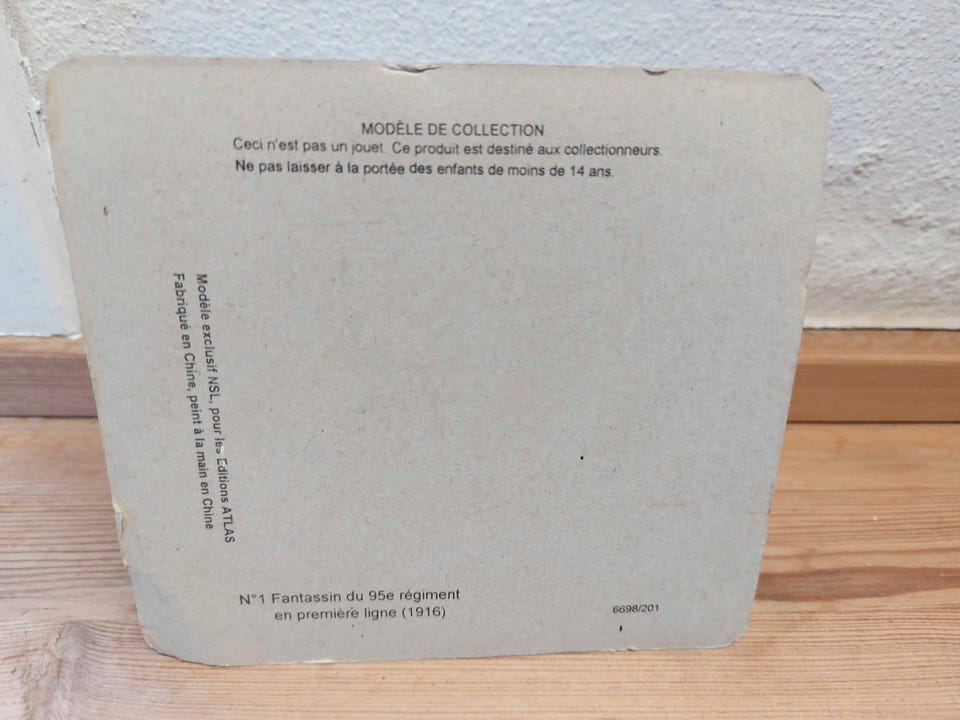 MODÈLE DE COLLECTION
Ceci n'est pas un jouet. Ce produit est destiné aux collectionneurs.
Ne pas laisser à la portée des enfants de moins de 14 ans.
Modèle exclusif NSL, pour les Editions ATLAS
Fabriqué en Chine, peint à la main en Chine
N°1 Fantassin du 95e régiment
en première ligne (1916)
6698/201